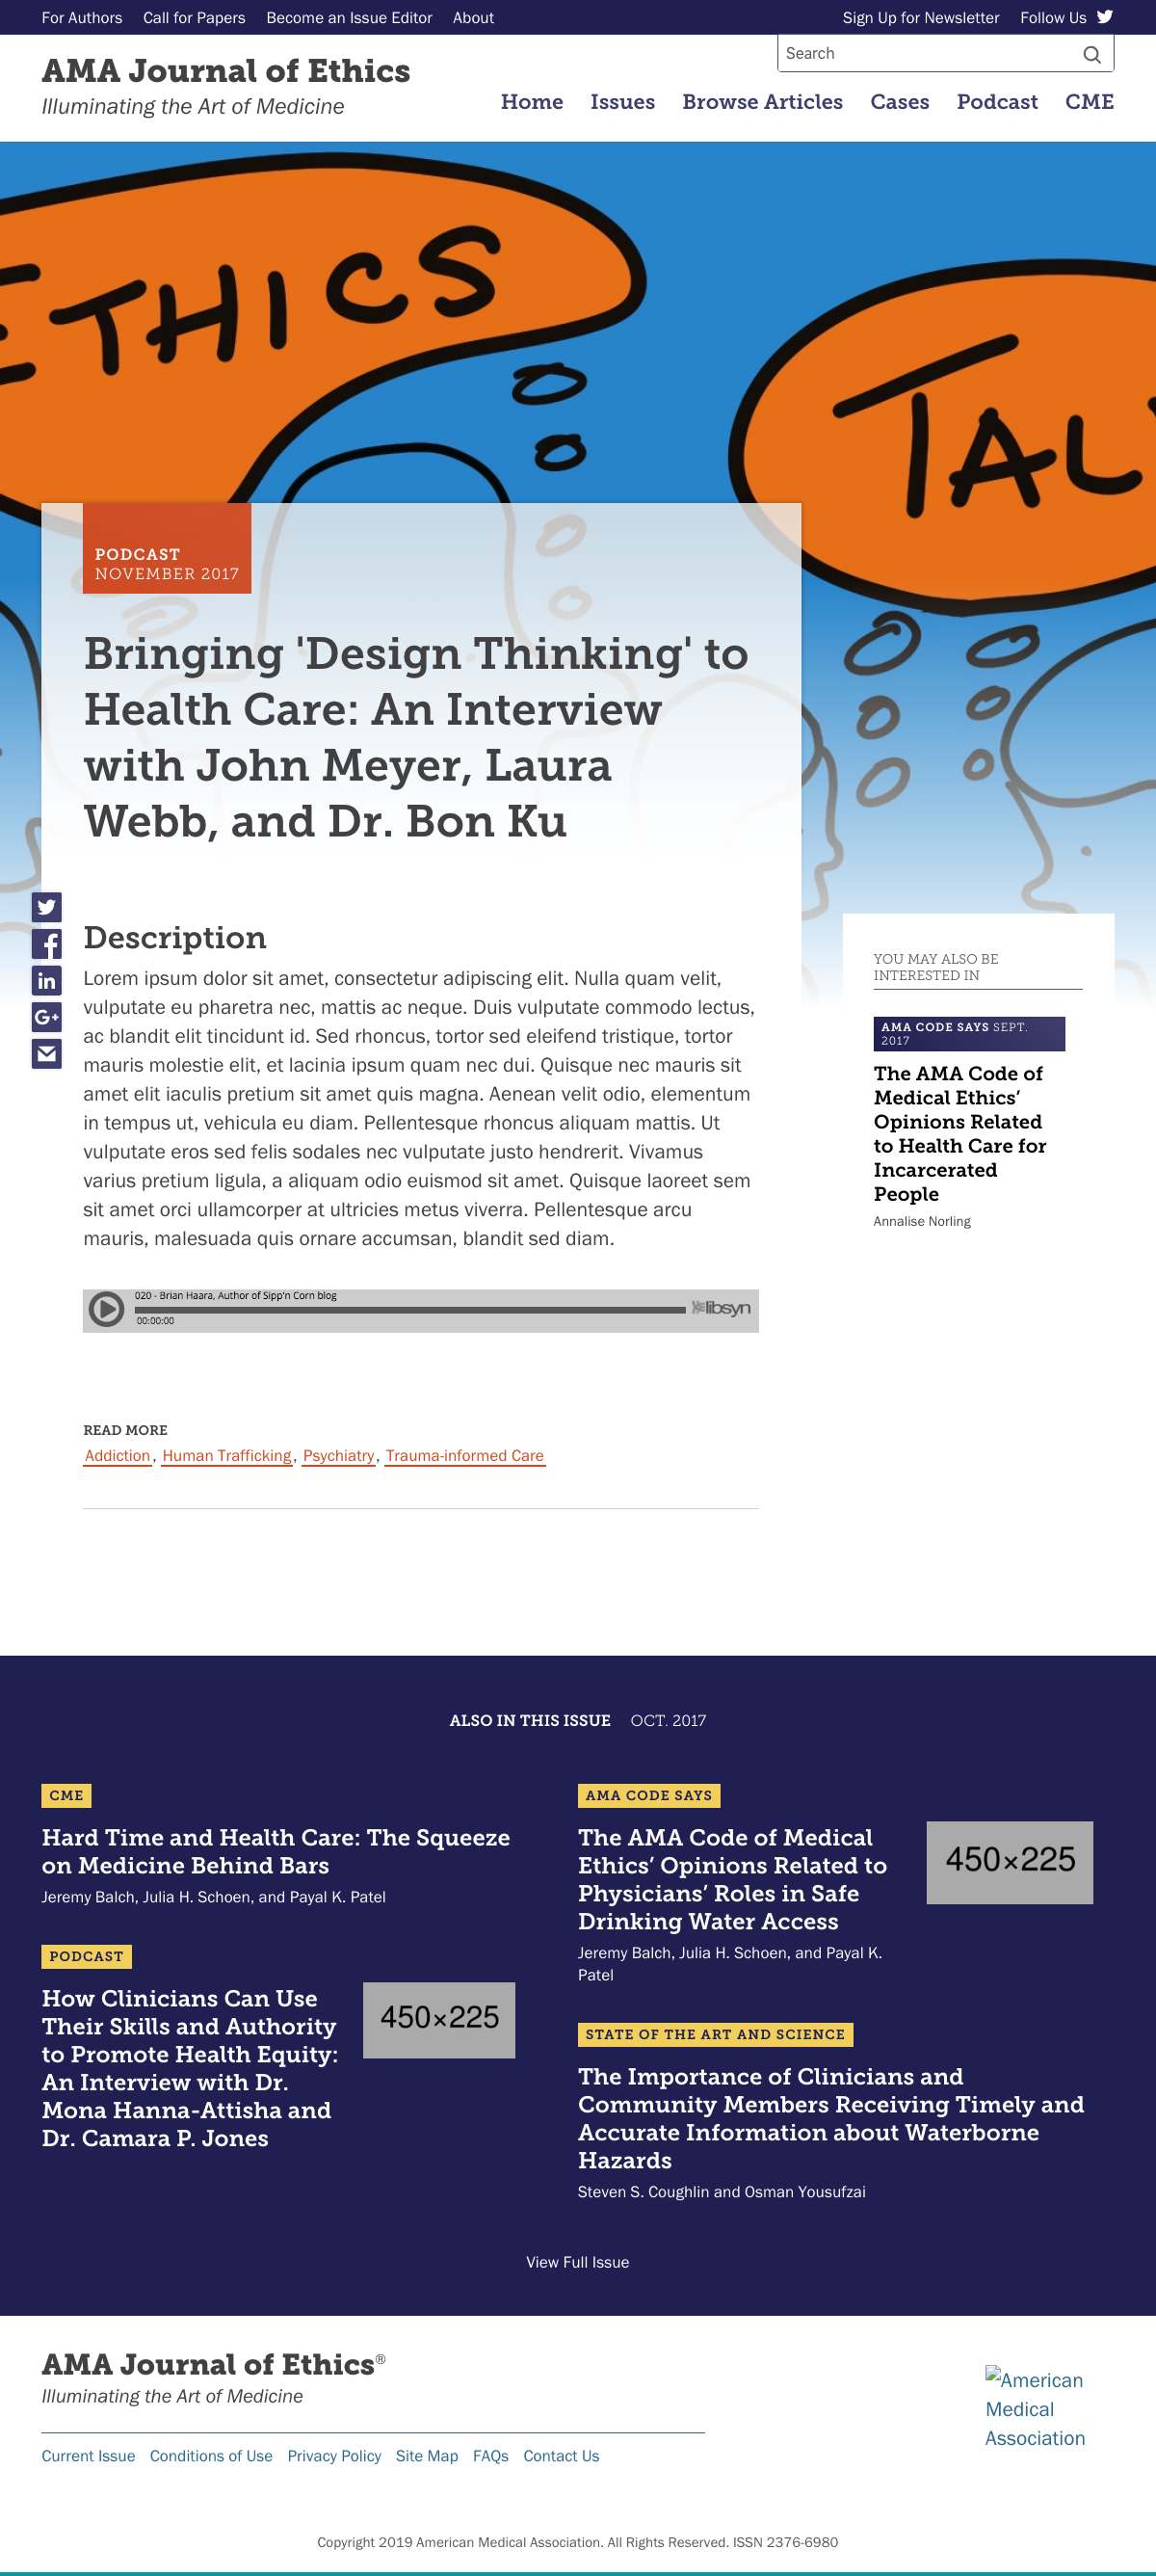 For Authors Call for Papers Become an Issue Editor About Sign Up for Newsletter Follow Us
AMA Journal of Ethics
Illuminating the Art of Medicine
Search
Home Issues Browse Articles Cases Podcast CME
ETHICS
TAL
PODCAST
NOVEMBER 2017
Bringing 'Design Thinking' to
Health Care: An Interview
with John Meyer, Laura
Webb, and Dr. Bon Ku
Description
Lorem ipsum dolor sit amet, consectetur adipiscing elit. Nulla quam velit,
vulputate eu pharetra nec, mattis ac neque. Duis vulputate commodo lectus,
ac blandit elit tincidunt id. Sed rhoncus, tortor sed eleifend tristique, tortor
mauris molestie elit, et lacinia ipsum quam nec dui. Quisque nec mauris sit
amet elit iaculis pretium sit amet quis magna. Aenean velit odio, elementum
in tempus ut, vehicula eu diam. Pellentesque rhoncus aliquam mattis. Ut
vulputate eros sed felis sodales nec vulputate justo hendrerit. Vivamus
varius pretium ligula, a aliquam odio euismod sit amet. Quisque laoreet sem
sit amet orci ullamcorper at ultricies metus viverra. Pellentesque arcu
mauris, malesuada quis ornare accumsan, blandit sed diam.
020 - Brian Haara, Author of Sipp'n Corn blog
libsyn
00:00:00
READ MORE
Addiction, Human Trafficking, Psychiatry, Trauma-informed Care
YOU MAY ALSO BE
INTERESTED IN
AMA CODE SAYS SEPT.
2017
The AMA Code of
Medical Ethics’
Opinions Related
to Health Care for
Incarcerated
People
Annalise Norling
ALSO IN THIS ISSUE OCT. 2017
CME
Hard Time and Health Care: The Squeeze
on Medicine Behind Bars
Jeremy Balch, Julia H. Schoen, and Payal K. Patel
PODCAST
How Clinicians Can Use
Their Skills and Authority
to Promote Health Equity:
An Interview with Dr.
Mona Hanna-Attisha and
Dr. Camara P. Jones
450×225
AMA CODE SAYS
The AMA Code of Medical
Ethics’ Opinions Related to
Physicians’ Roles in Safe
Drinking Water Access
Jeremy Balch, Julia H. Schoen, and Payal K.
Patel
450×225
STATE OF THE ART AND SCIENCE
The Importance of Clinicians and
Community Members Receiving Timely and
Accurate Information about Waterborne
Hazards
Steven S. Coughlin and Osman Yousufzai
View Full Issue
AMA Journal of Ethics®
Illuminating the Art of Medicine
American
Medical
Association
Current Issue Conditions of Use Privacy Policy Site Map FAQs Contact Us
Copyright 2019 American Medical Association. All Rights Reserved. ISSN 2376-6980